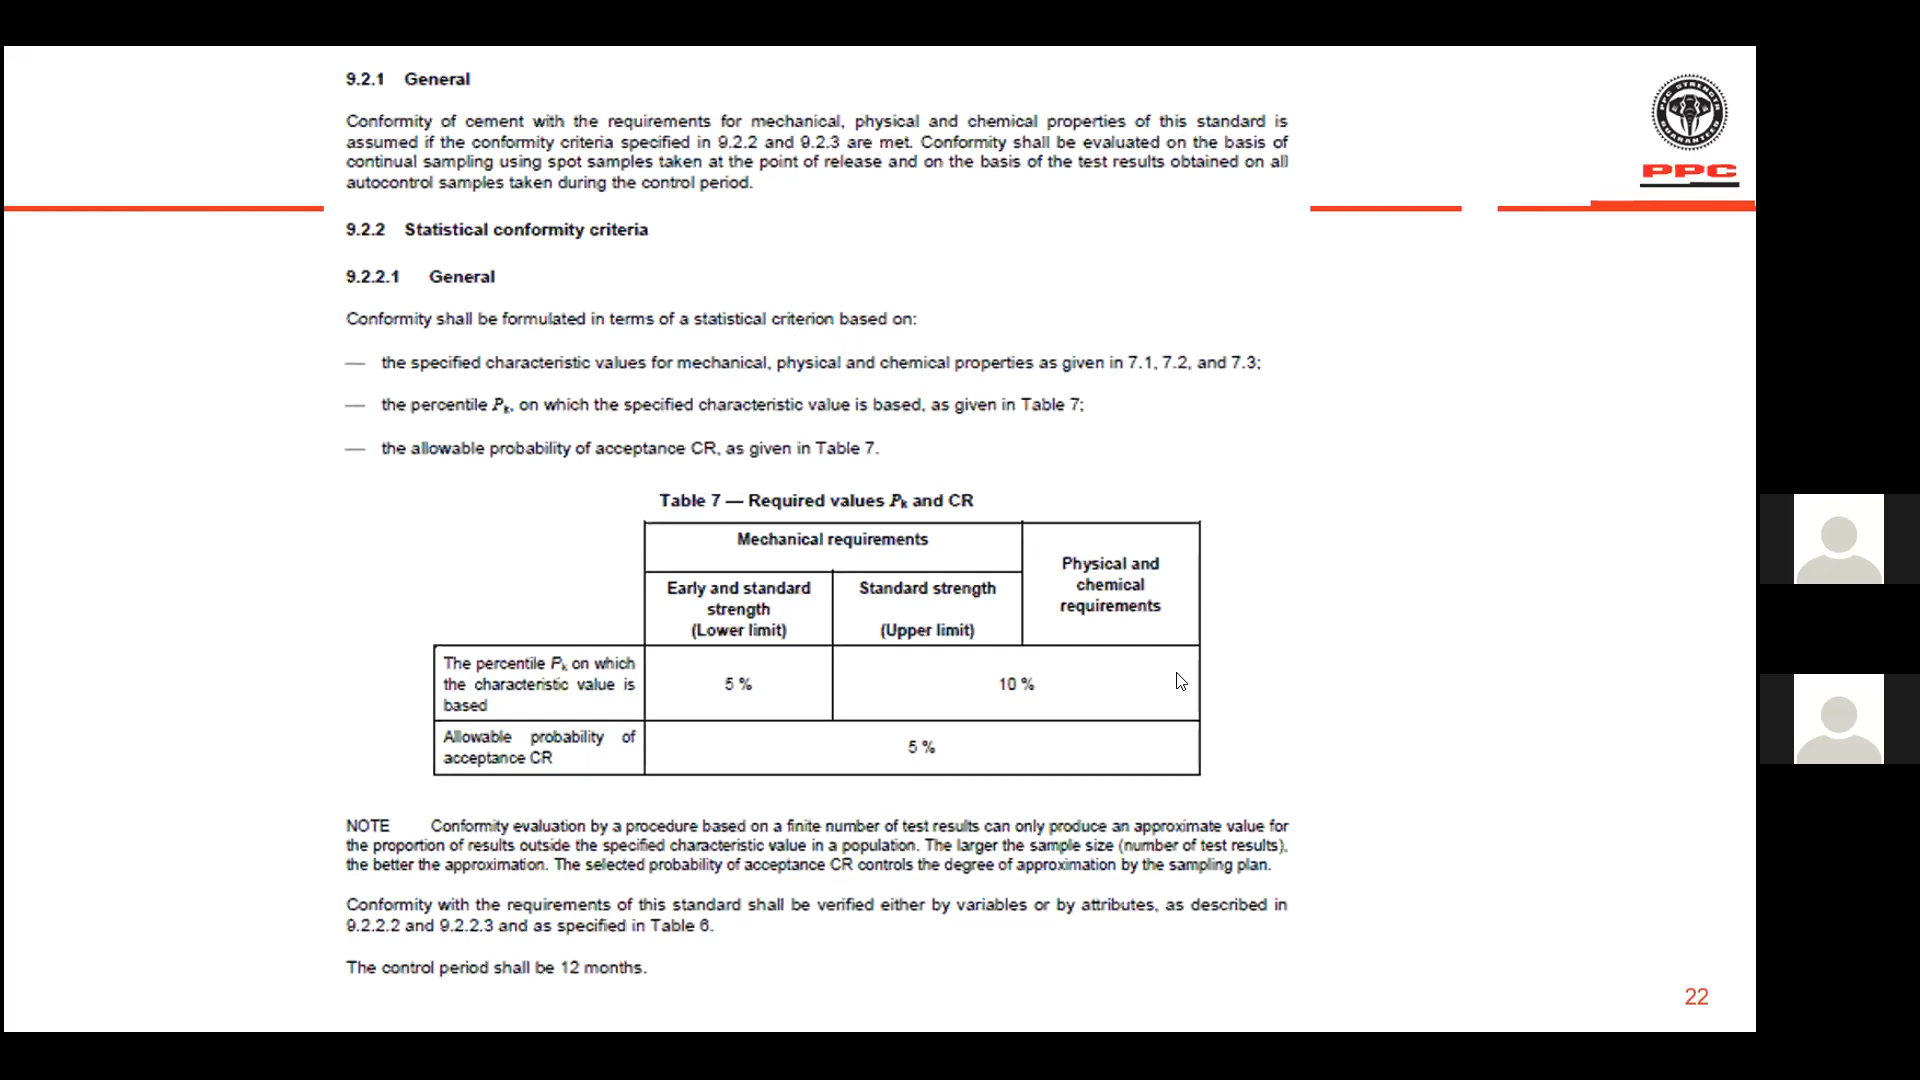 9.2.1 General
Conformity of cement with the requirements for mechanical, physical and chemical properties of this standard is
assumed if the conformity criteria specified in 9.2.2 and 9.2.3 are met. Conformity shall be evaluated on the basis of
continual sampling using spot samples taken at the point of release and on the basis of the test results obtained on all
autocontrol samples taken during the control period.
PPC STRENGTH
GUARANTEED
PPC
9.2.2 Statistical conformity criteria
9.2.2.1 General
Conformity shall be formulated in terms of a statistical criterion based on:
— the specified characteristic values for mechanical, physical and chemical properties as given in 7.1, 7.2, and 7.3;
— the percentile Pk, on which the specified characteristic value is based, as given in Table 7;
— the allowable probability of acceptance CR, as given in Table 7.
Table 7 — Required values Pk and CR
Mechanical requirements
Physical and
chemical
requirements
Early and standard
strength
(Lower limit)
Standard strength
(Upper limit)
The percentile Pk on which
the characteristic value is
based
5 %
10 %
Allowable probability of
acceptance CR
5 %
NOTE Conformity evaluation by a procedure based on a finite number of test results can only produce an approximate value for
the proportion of results outside the specified characteristic value in a population. The larger the sample size (number of test results),
the better the approximation. The selected probability of acceptance CR controls the degree of approximation by the sampling plan.
Conformity with the requirements of this standard shall be verified either by variables or by attributes, as described in
9.2.2.2 and 9.2.2.3 and as specified in Table 6.
The control period shall be 12 months.
22